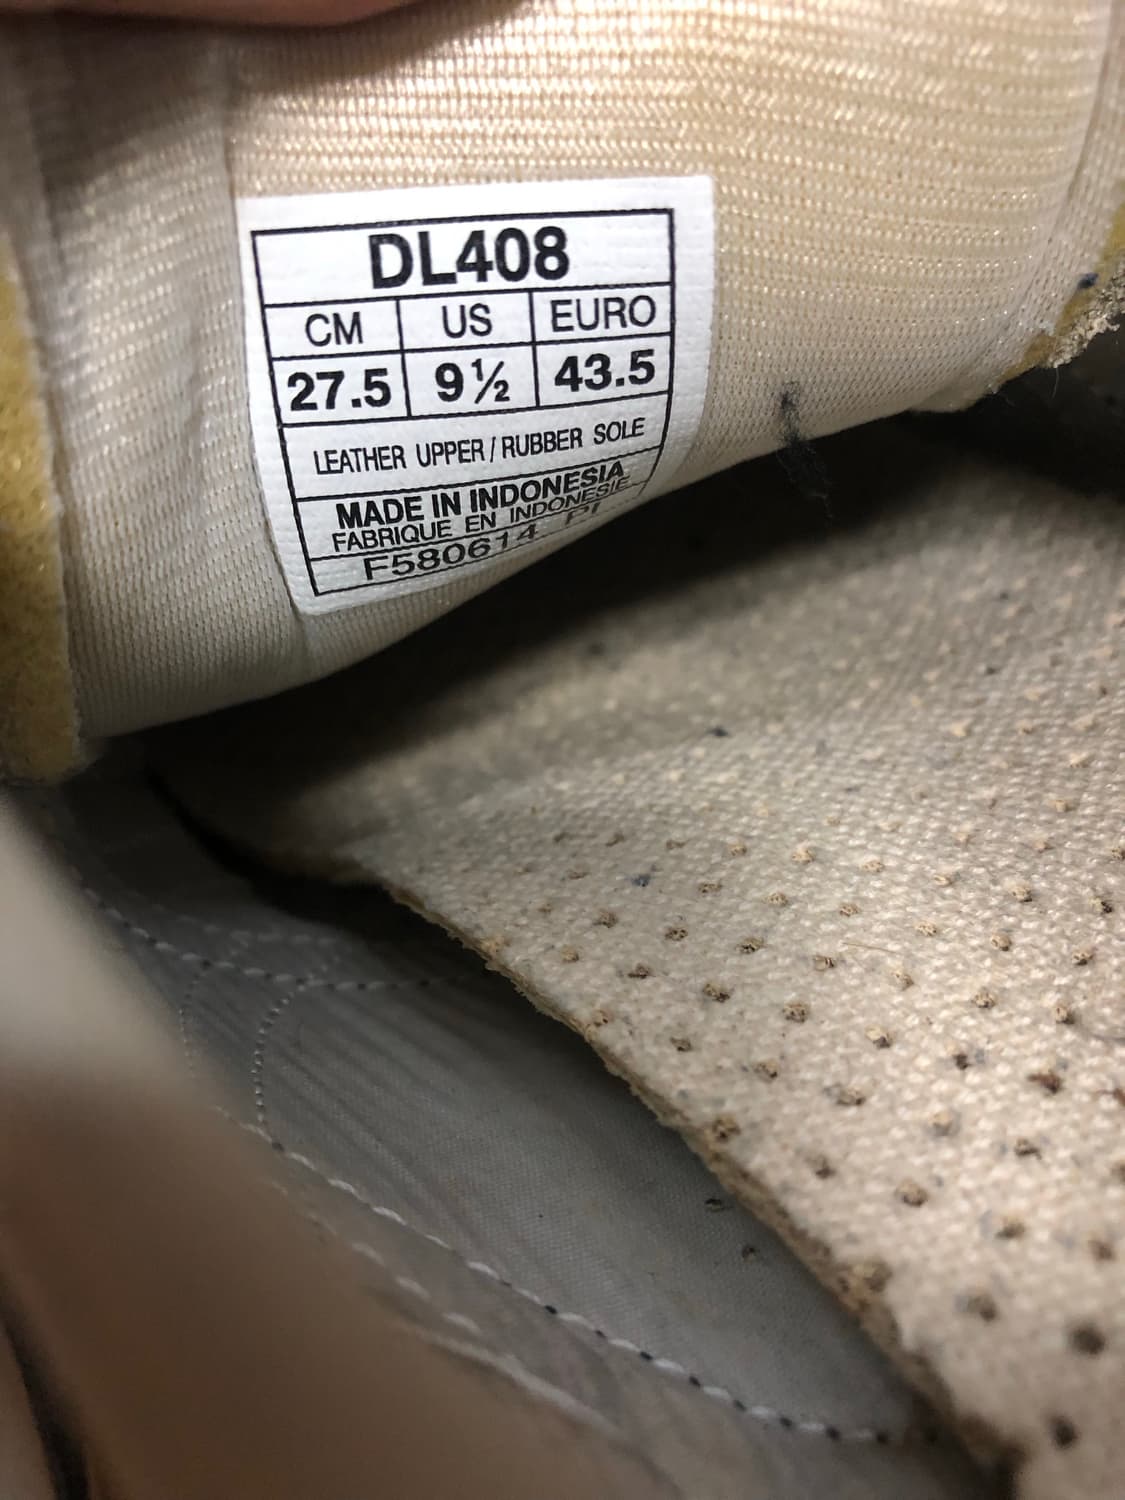 DL408
CM US EURO
27.5 9½ 43.5
LEATHER UPPER / RUBBER SOLE
MADE IN INDONESIA
FABRIQUE EN INDONESIE
F580614 PI